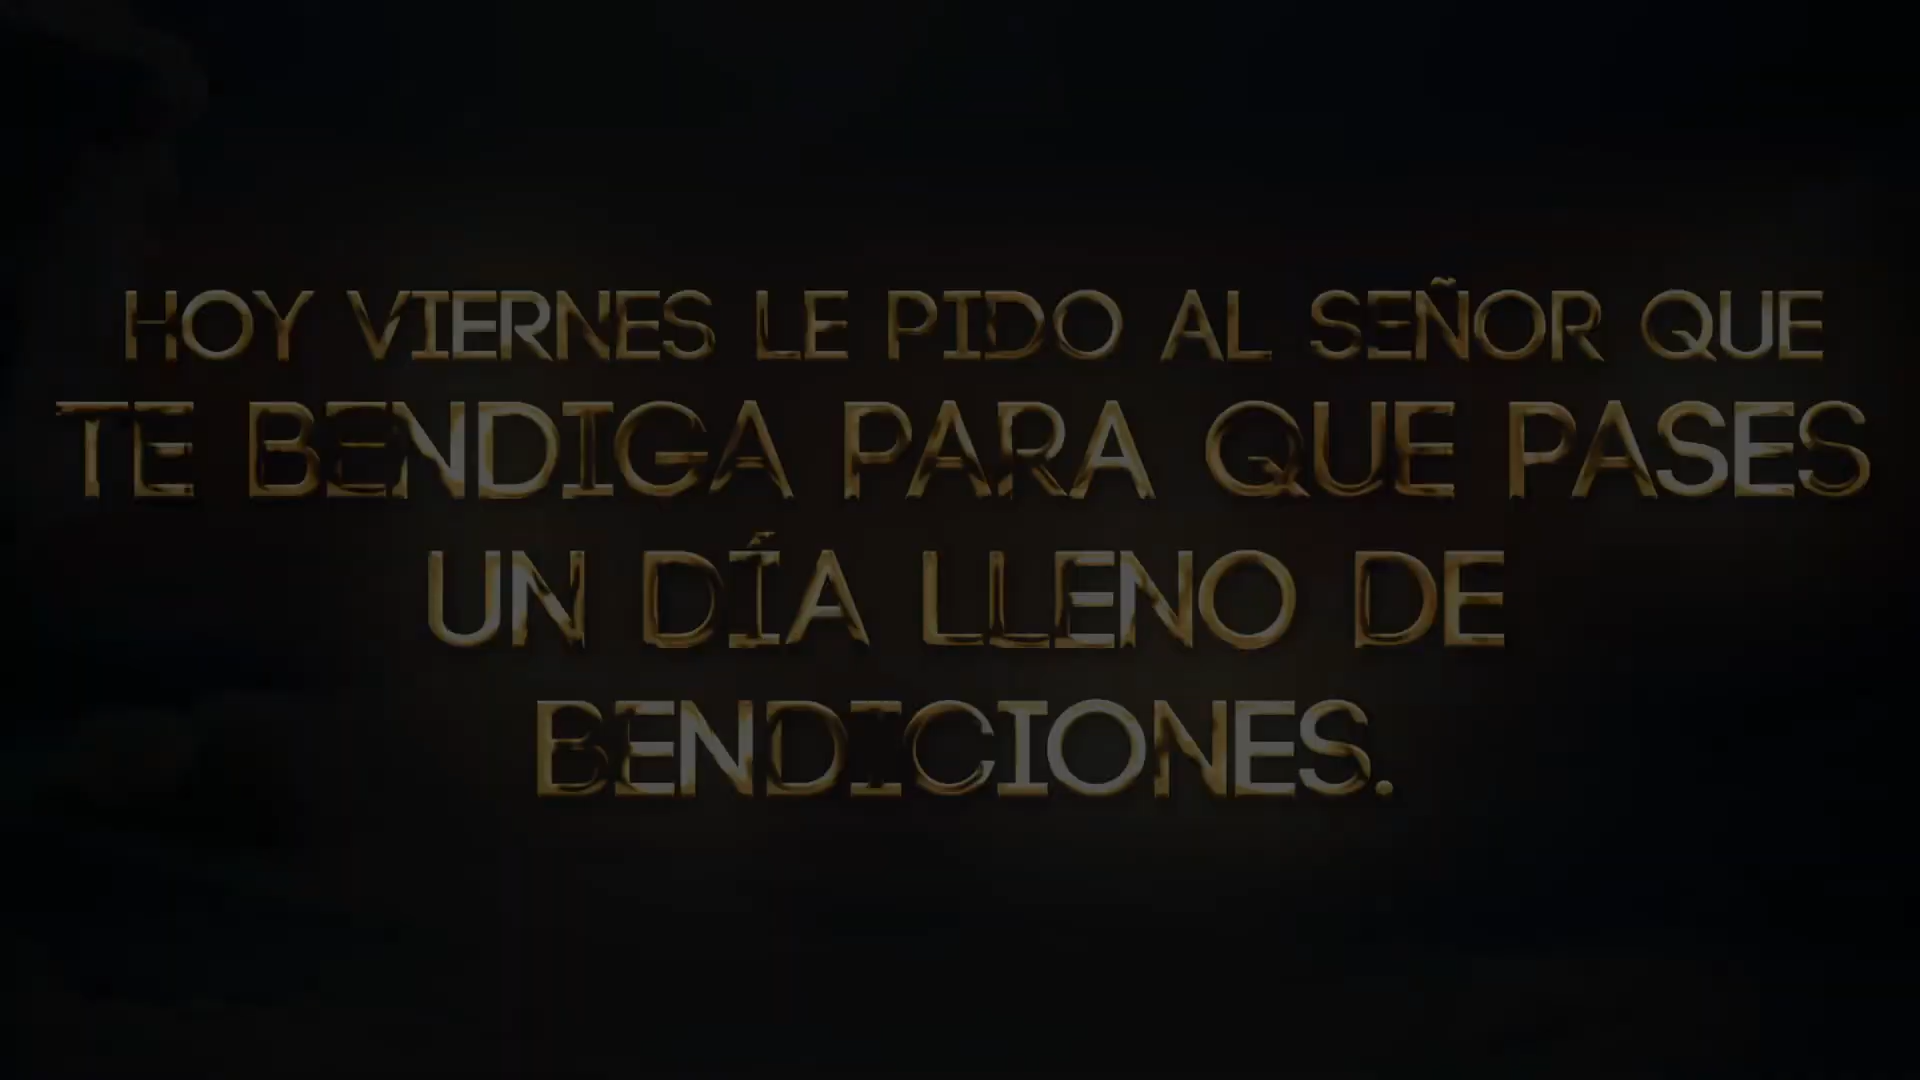 HOY VIERNES LE PIDO AL SEÑOR QUE
TE BENDIGA PARA QUE PASES
UN DÍA LLENO DE
BENDICIONES.